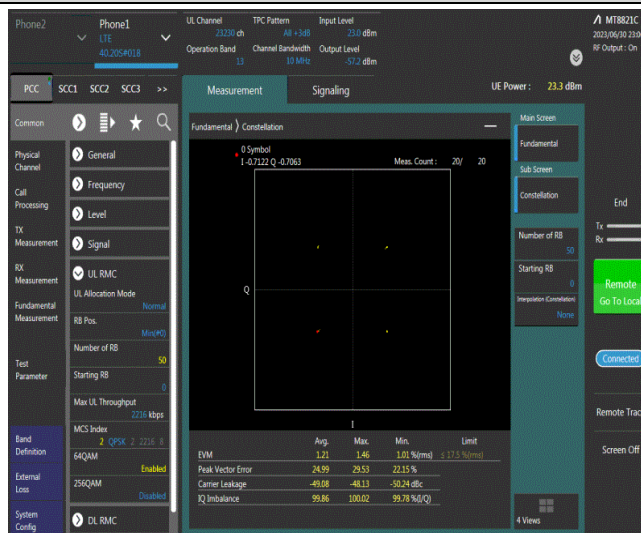 Phone2
Phone1
LTE
40.20S#018
UL Channel
23230 ch
TPC Pattern
All +3dB
Input Level
23.0 dBm
Operation Band
13
Channel Bandwidth
10 MHz
Output Level
-57.2 dBm
MT8821C
2023/06/30 23:0
RF Output : On
PCC
SCC1
SCC2
SCC3
>>
Measurement
Signaling
UE Power : 23.3 dBm
Common
Physical Channel
Call Processing
TX Measurement
RX Measurement
Fundamental Measurement
Test Parameter
Band Definition
External Loss
System Config
General
Frequency
Level
Signal
UL RMC
UL Allocation Mode
Normal
RB Pos.
Min(#0)
Number of RB
50
Starting RB
0
Max UL Throughput
2216 kbps
MCS Index
2 QPSK 2 2216 8
64QAM
Enabled
256QAM
Disabled
DL RMC
Fundamental 》 Constellation
0 Symbol
I -0.7122 Q -0.7063
Meas. Count : 20/ 20
Q
I
Avg. Max. Min. Limit
EVM 1.21 1.46 1.01 %(rms) ≤ 17.5 %(rms)
Peak Vector Error 24.99 29.53 22.15 %
Carrier Leakage -49.08 -48.13 -50.24 dBc
IQ Imbalance 99.86 100.02 99.78 %(I/Q)
Main Screen
Fundamental
Sub Screen
Constellation
Number of RB
50
Starting RB
0
Interpolation (Constellation)
None
4 Views
End
Tx
Rx
Remote
Go To Local
Connected
Remote Trac
Screen Off